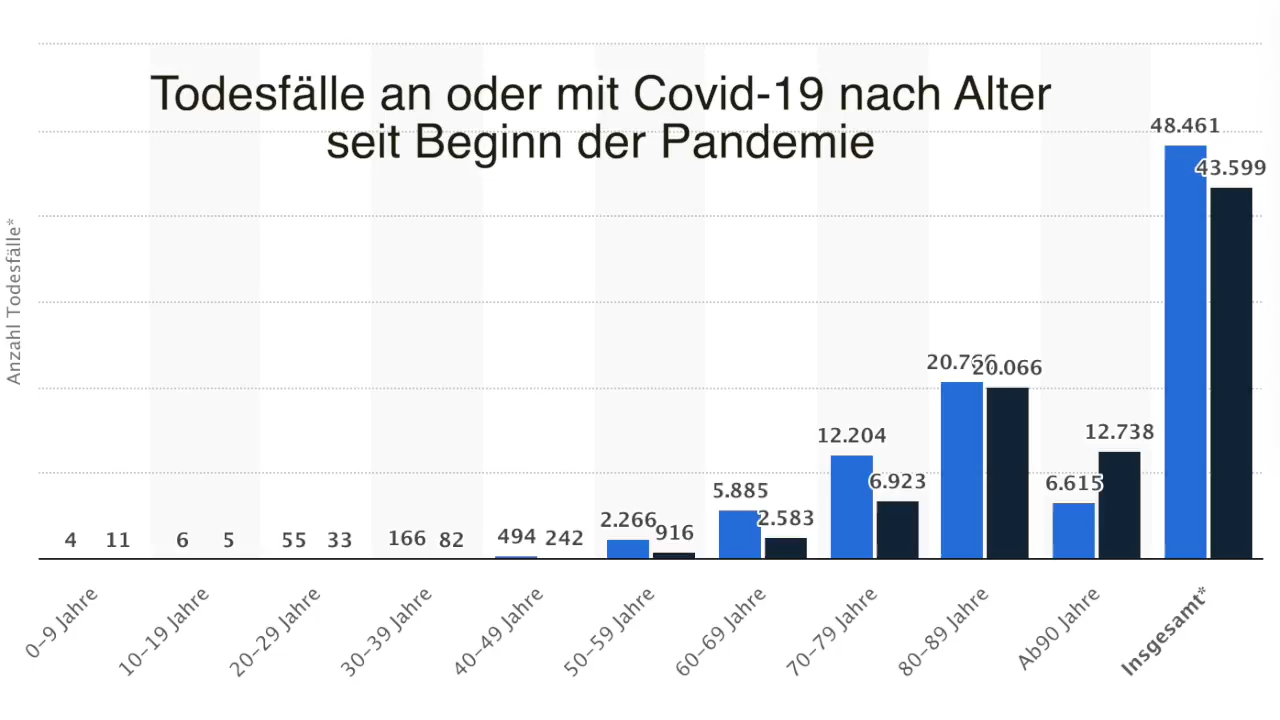 Todesfälle an oder mit Covid-19 nach Alter
seit Beginn der Pandemie
Anzahl Todesfälle*
4 11 6 5 55 33 166 82 494 242 2.266 916 5.885 2.583 12.204 6.923 20.066 6.615 12.738 48.461 43.599
0–9 Jahre
10–19 Jahre
20–29 Jahre
30–39 Jahre
40–49 Jahre
50–59 Jahre
60–69 Jahre
70–79 Jahre
80–89 Jahre
Ab90 Jahre
Insgesamt*